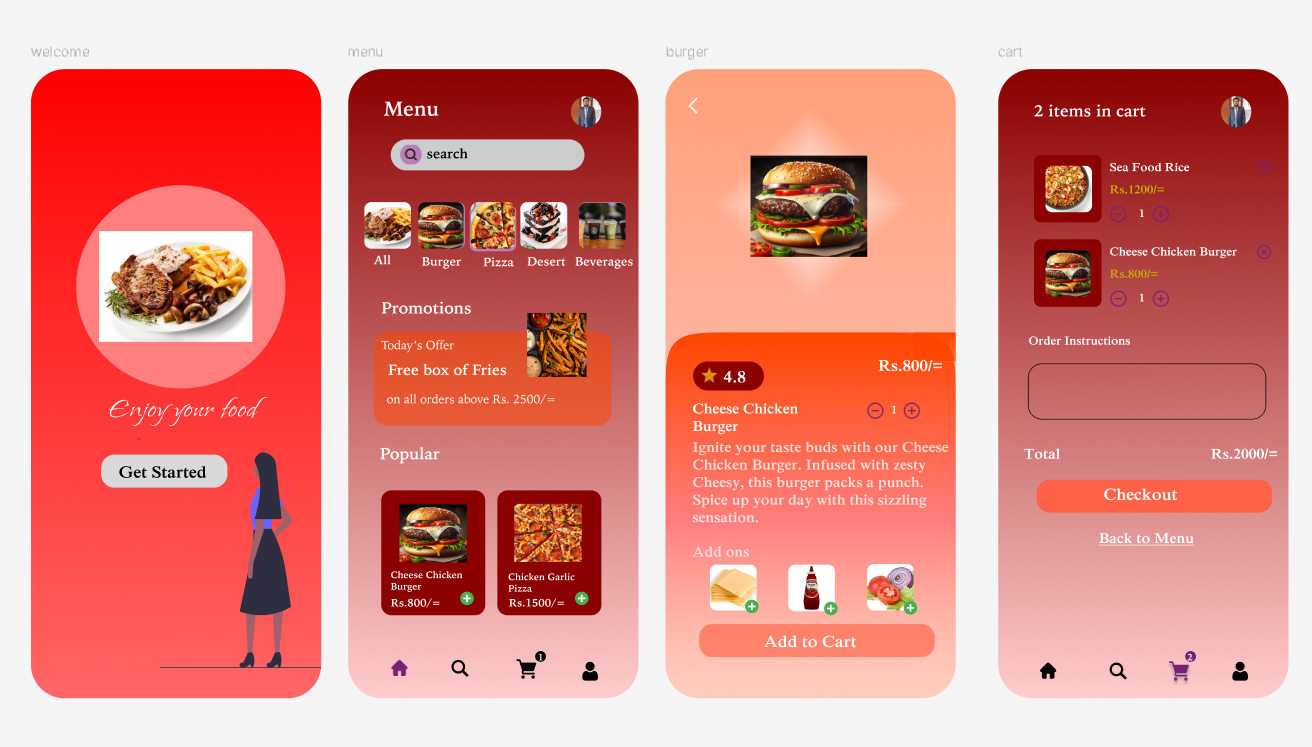 welcome
Enjoy your food
Get Started
menu
Menu
search
All
Burger
Pizza
Desert
Beverages
Promotions
Today's Offer
Free box of Fries
on all orders above Rs. 2500/=
Popular
Cheese Chicken
Burger
Rs.800/=
Chicken Garlic
Pizza
Rs.1500/=
1
burger
4.8
Rs.800/=
Cheese Chicken
Burger
1
Ignite your taste buds with our Cheese
Chicken Burger. Infused with zesty
Cheesy, this burger packs a punch.
Spice up your day with this sizzling
sensation.
Add ons
Add to Cart
cart
2 items in cart
Sea Food Rice
Rs.1200/=
1
Cheese Chicken Burger
Rs.800/=
1
Order Instructions
Total
Rs.2000/=
Checkout
Back to Menu
2